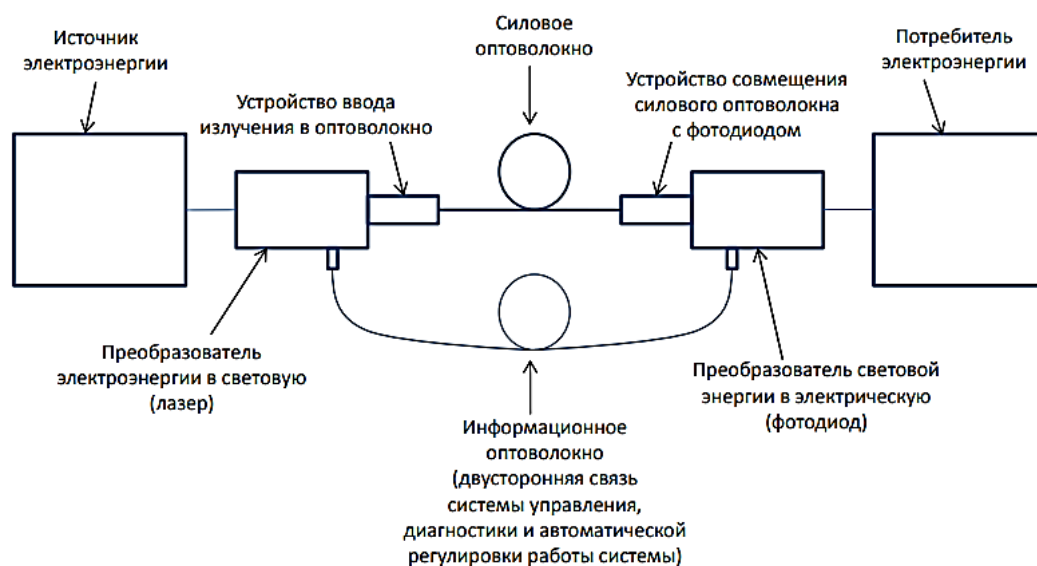 Источник
электроэнергии
Устройство ввода
излучения в оптоволокно
Силовое
оптоволокно
Устройство совмещения
силового оптоволокна
с фотодиодом
Потребитель
электроэнергии
Преобразователь
электроэнергии в световую
(лазер)
Информационное
оптоволокно
(двусторонняя связь
системы управления,
диагностики и автоматической
регулировки работы системы)
Преобразователь световой
энергии в электрическую
(фотодиод)